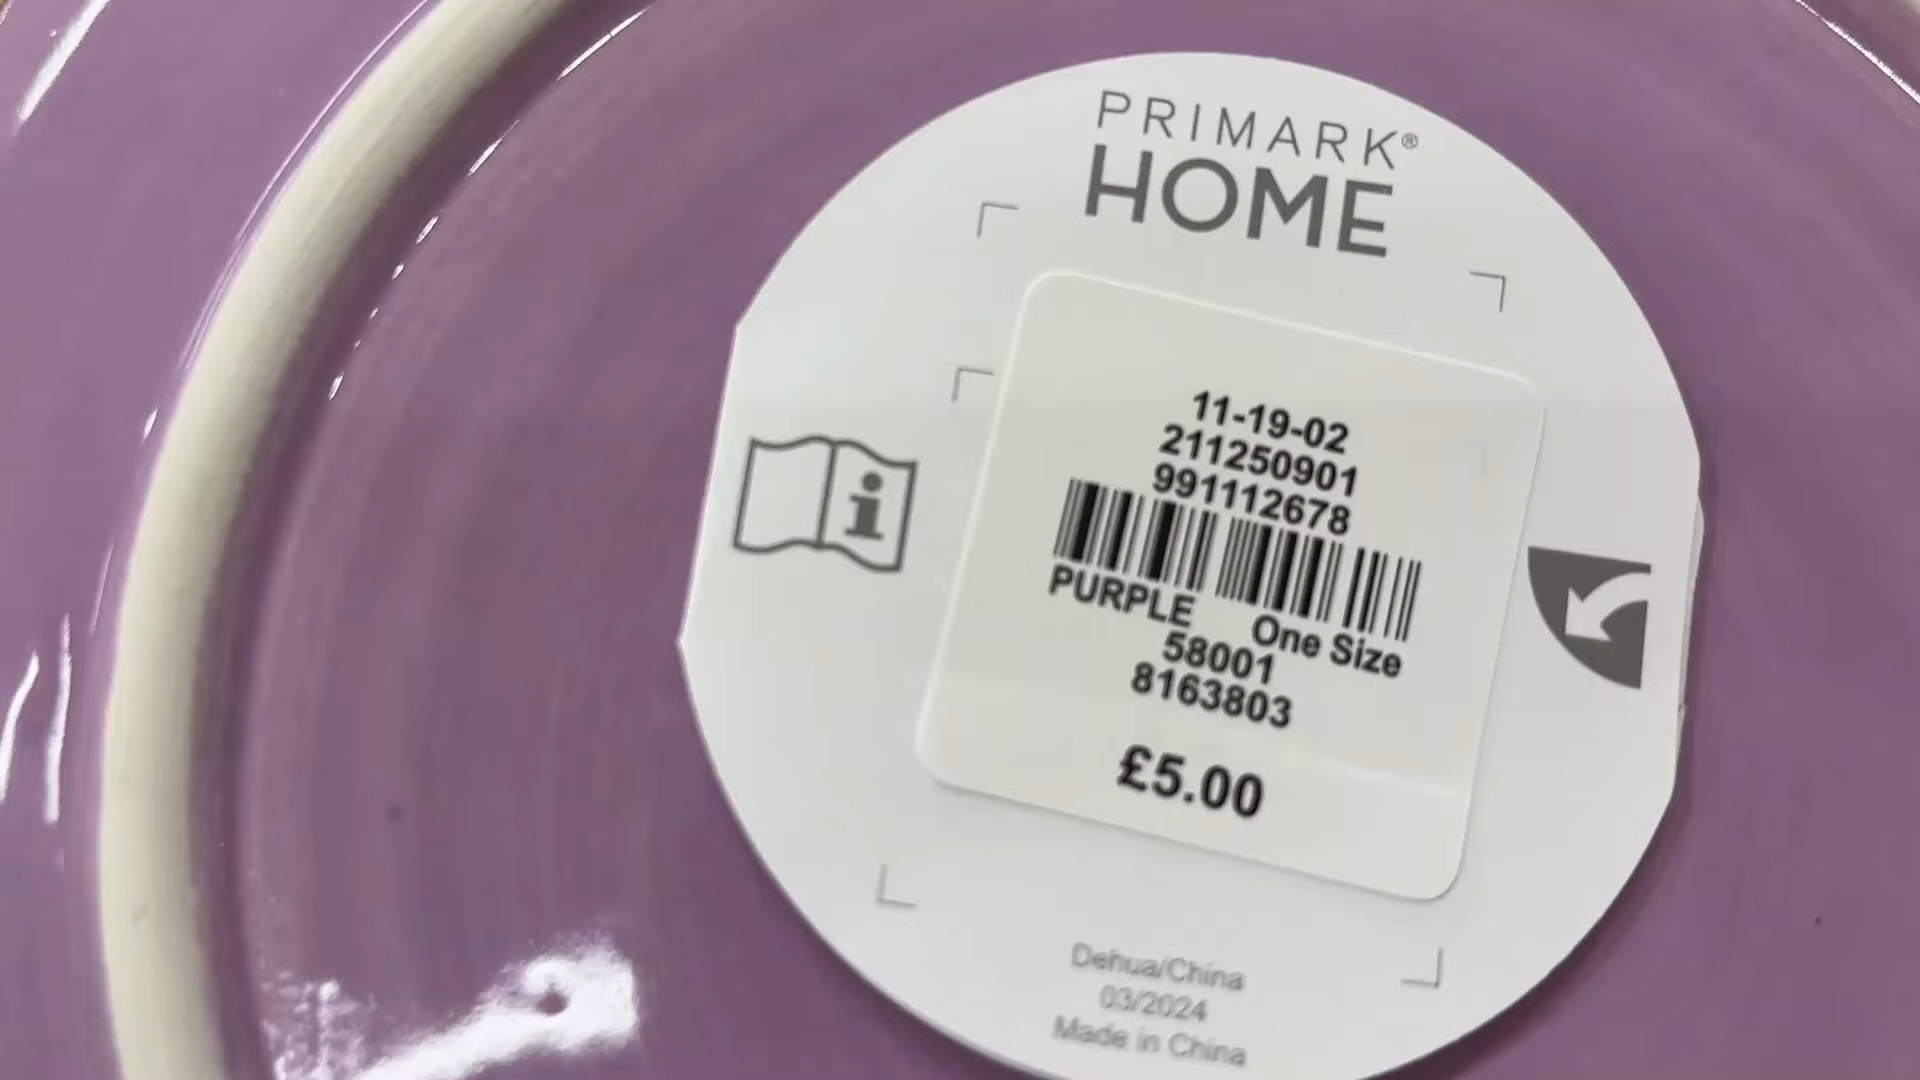 PRIMARK®
HOME
11-19-02
211250901
991112678
PURPLE One Size
58001
8163803
£5.00
Dehua/China
03/2024
Made in China